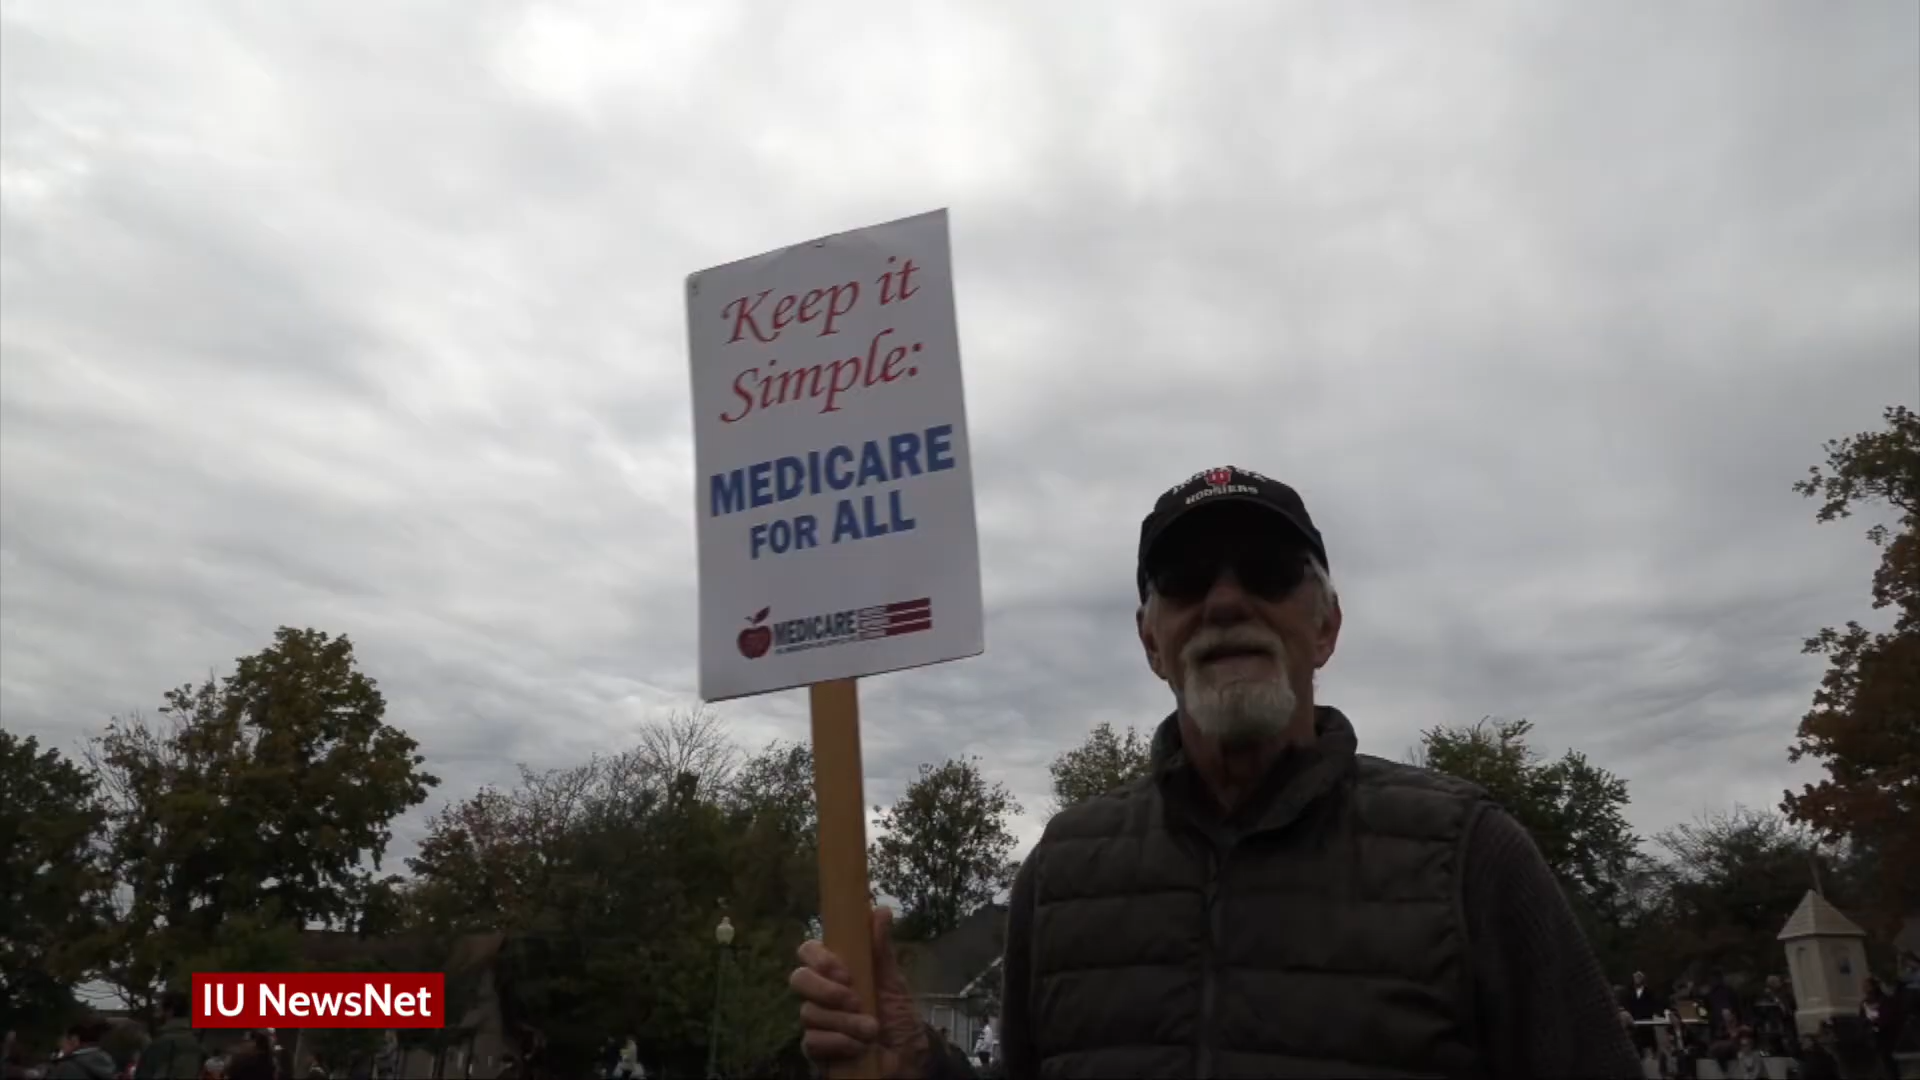 Keep it
Simple:
MEDICARE
FOR ALL
MEDICARE
HOOSIERS
IU NewsNet